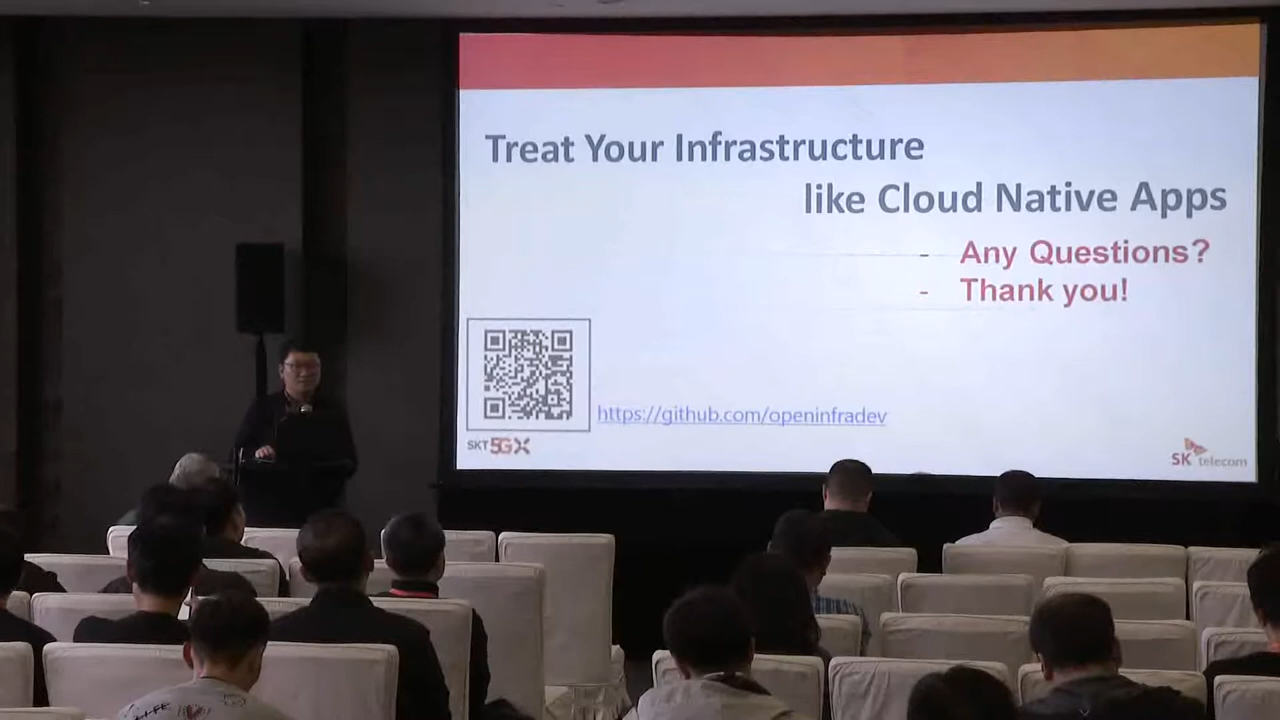 Treat Your Infrastructure
like Cloud Native Apps
- Any Questions?
- Thank you!
https://github.com/openinfradev
SKT 5GX
SK telecom
LIFE